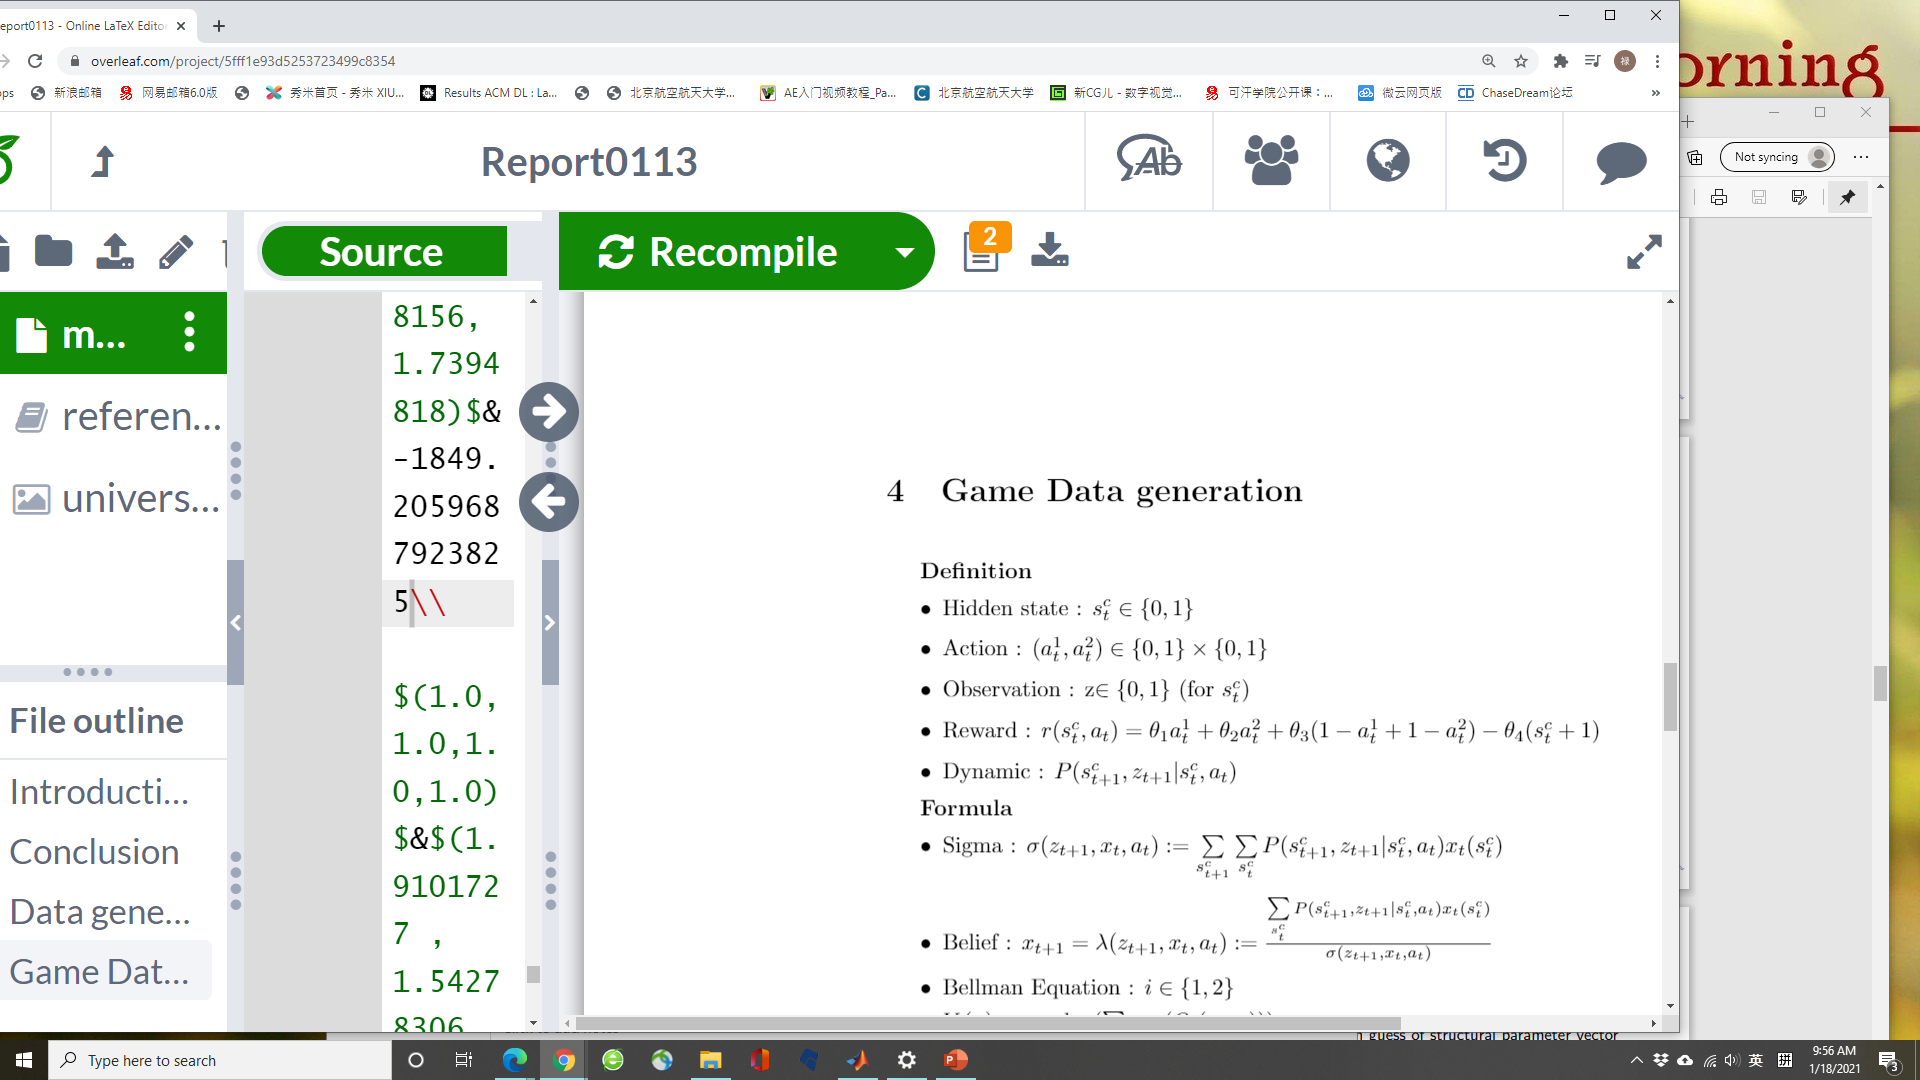 eport0113 - Online LaTeX Edito
overleaf.com/project/5fff1e93d5253723499c8354
ps
新浪邮箱
网易邮箱6.0版
秀米首页 - 秀米 XIU...
Results ACM DL : La...
北京航空航天大学...
AE入门视频教程_Pa...
北京航空航天大学
新CG儿 - 数字视觉...
可汗学院公开课：...
微云网页版
ChaseDream论坛
»
orning
Report0113
Not syncing
Source
Recompile
2
m...
referen...
univers...
File outline
Introducti...
Conclusion
Data gene...
Game Dat...
8156,
1.7394
818)$&
-1849.
205968
792382
5\\
$(1.0,
1.0,1.
0,1.0)
$&$(1.
910172
7 ,
1.5427
8306
4 Game Data generation
Definition
• Hidden state : $s_t^c \in \{0, 1\}$
• Action : $(a_t^1, a_t^2) \in \{0, 1\} \times \{0, 1\}$
• Observation : z$\in \{0, 1\}$ (for $s_t^c$)
• Reward : $r(s_t^c, a_t) = \theta_1 a_t^1 + \theta_2 a_t^2 + \theta_3(1 - a_t^1 + 1 - a_t^2) - \theta_4(s_t^c + 1)$
• Dynamic : $P(s_{t+1}^c, z_{t+1}|s_t^c, a_t)$
Formula
• Sigma : $\sigma(z_{t+1}, x_t, a_t) := \sum_{s_{t+1}^c} \sum_{s_t^c} P(s_{t+1}^c, z_{t+1}|s_t^c, a_t)x_t(s_t^c)$
• Belief : $x_{t+1} = \lambda(z_{t+1}, x_t, a_t) := \frac{\sum_{s_t^c} P(s_{t+1}^c, z_{t+1}|s_t^c, a_t)x_t(s_t^c)}{\sigma(z_{t+1}, x_t, a_t)}$
• Bellman Equation : $i \in \{1, 2\}$
guess of structural parameter vector
Type here to search
英
拼
9:56 AM
1/18/2021
3